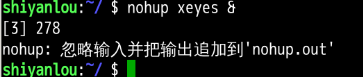 shiyanlou:~/ $ nohup xeyes &
[3] 278
nohup: 忽略输入并把输出追加到'nohup.out'
shiyanlou:~/ $